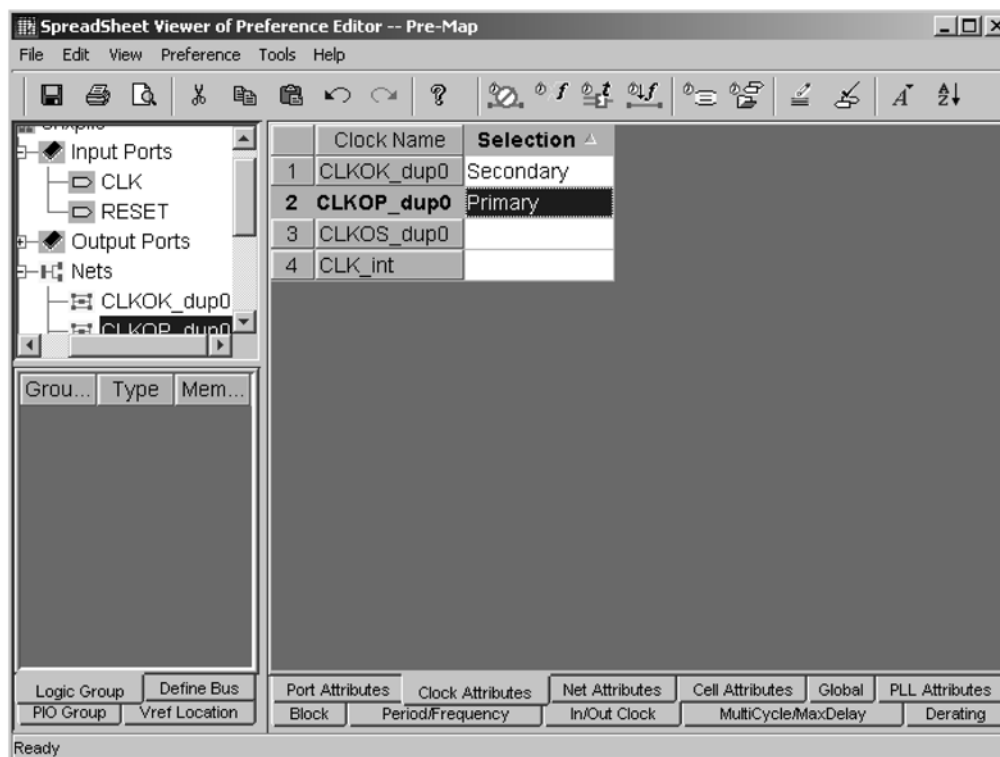 SpreadSheet Viewer of Preference Editor -- Pre-Map
File Edit View Preference Tools Help
Input Ports
CLK
RESET
Output Ports
Nets
CLKOK_dup0
CLKOP_dup0
Clock Name Selection
1 CLKOK_dup0 Secondary
2 CLKOP_dup0 Primary
3 CLKOS_dup0
4 CLK_int
Grou... Type Mem...
Logic Group Define Bus
PIO Group Vref Location
Port Attributes Clock Attributes Net Attributes Cell Attributes Global PLL Attributes
Block Period/Frequency In/Out Clock MultiCycle/MaxDelay Derating
Ready